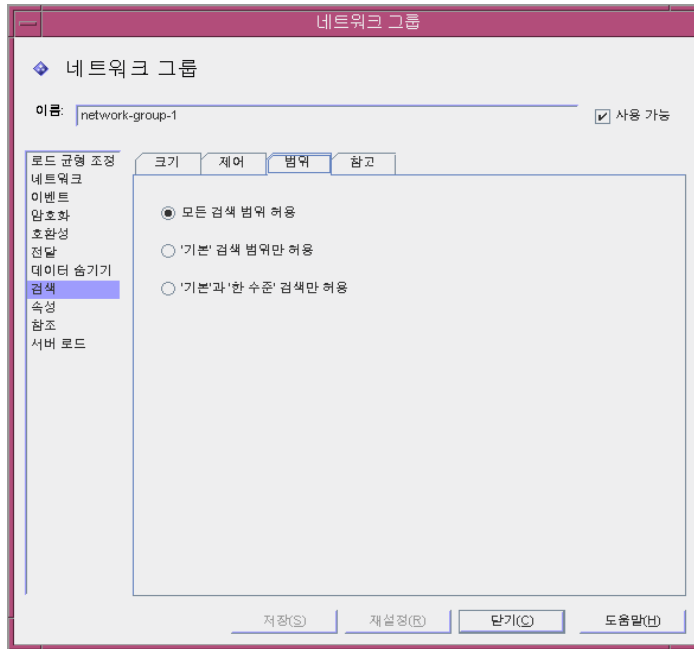 네트워크 그룹
네트워크 그룹
이름: network-group-1 사용 가능
로드 균형 조정
네트워크
이벤트
암호화
호환성
전달
데이터 숨기기
검색
속성
참조
서버 로드
크기 제어 범위 참고
모든 검색 범위 허용
'기본' 검색 범위만 허용
'기본'과 '한 수준' 검색만 허용
저장(S) 재설정(R) 닫기(C) 도움말(H)